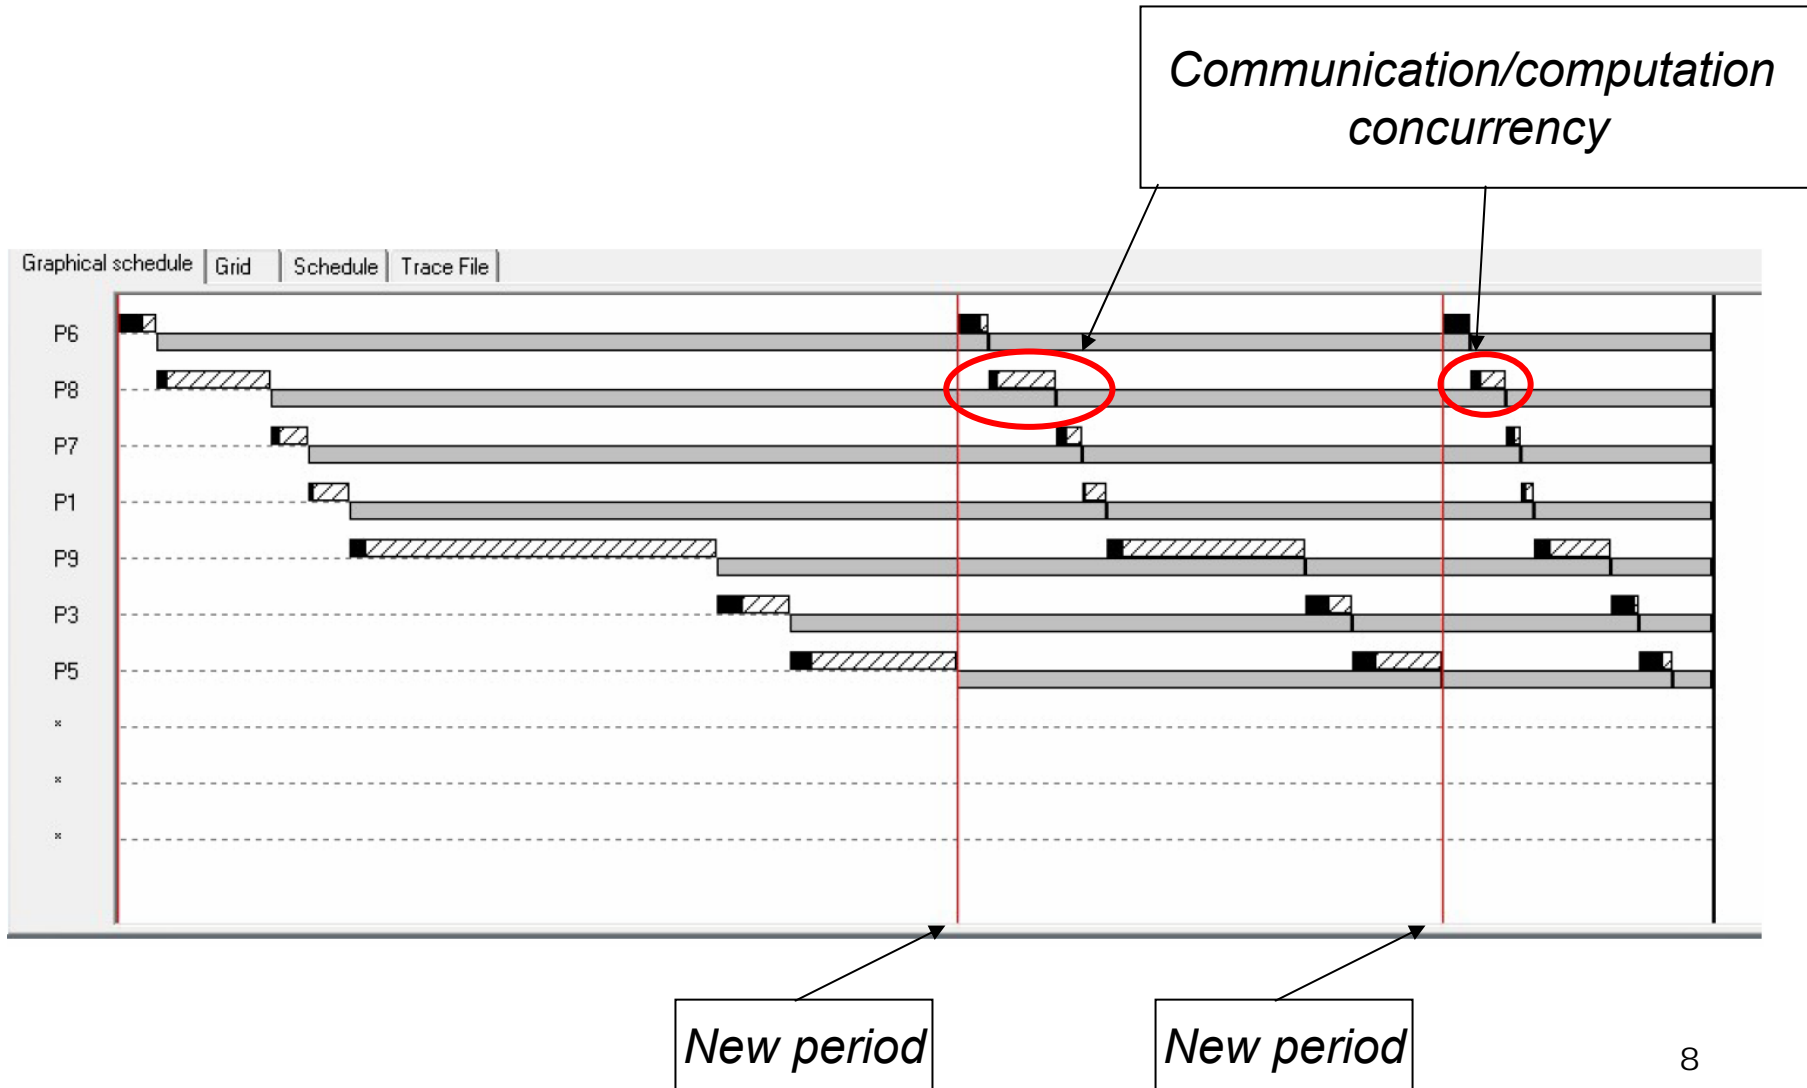 Communication/computation
concurrency
Graphical schedule Grid Schedule Trace File
P6
P8
P7
P1
P9
P3
P5
*
*
*
New period New period
8